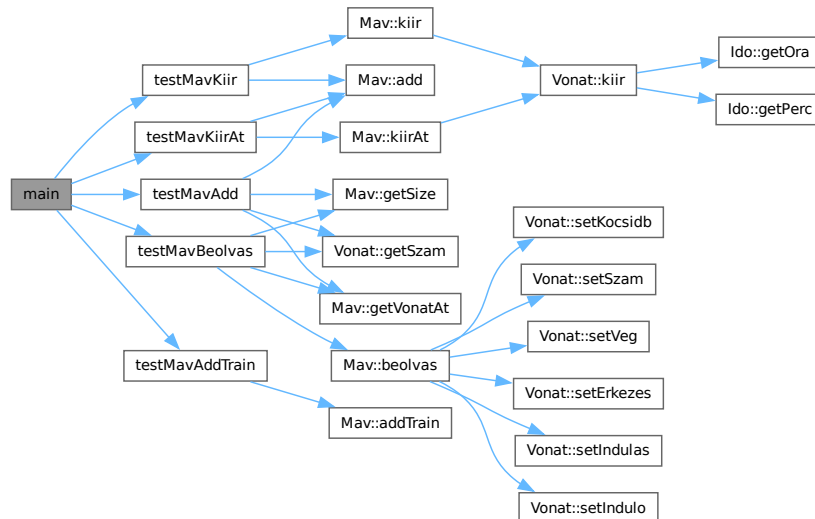 main
testMavKiir
testMavKiirAt
testMavAdd
testMavBeolvas
testMavAddTrain
Mav::kiir
Mav::add
Mav::kiirAt
Mav::getSize
Vonat::getSzam
Mav::getVonatAt
Mav::beolvas
Mav::addTrain
Vonat::kiir
Vonat::setKocsidb
Vonat::setSzam
Vonat::setVeg
Vonat::setErkezes
Vonat::setIndulas
Vonat::setIndulo
Ido::getOra
Ido::getPerc